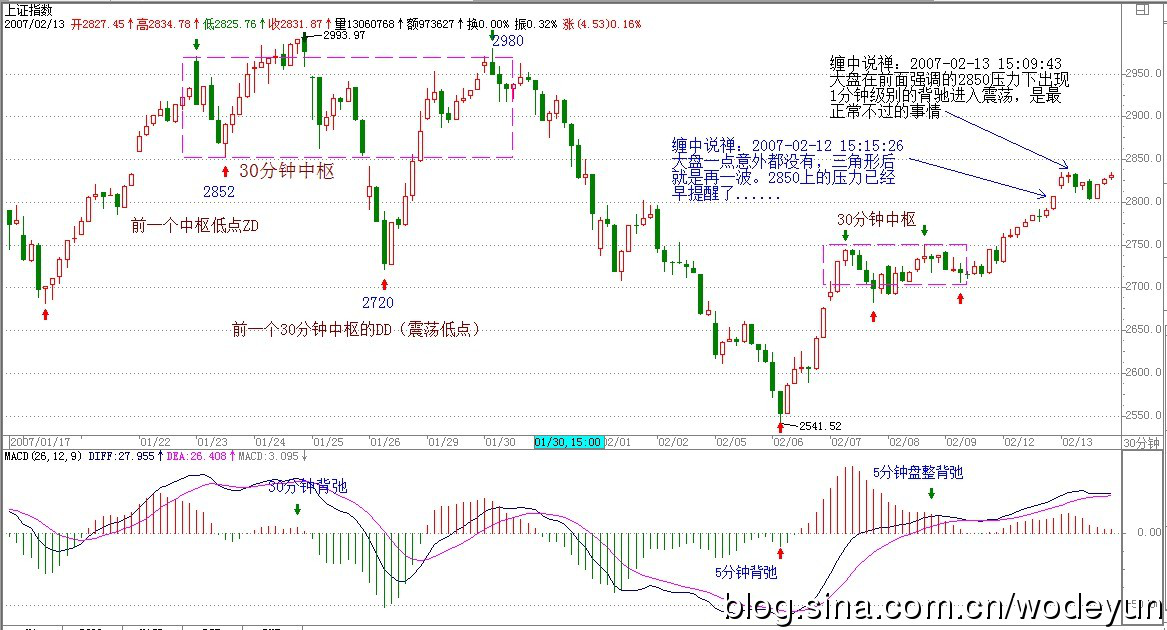 上证指数
2007/02/13 开2827.45↑高2834.78↑低2825.76↑收2831.87↑量13060768↑额973627↑换0.00% 振0.32% 涨(4.53)0.16%
2993.97
2980
缠中说禅：2007-02-13 15:09:43
大盘在前面强调的2850压力下出现
1分钟级别的背弛进入震荡，是最
正常不过的事情
2950.0
2900.0
缠中说禅：2007-02-12 15:15:26
大盘一点意外都没有，三角形后
就是再一波。2850上的压力已经
早提醒了......
2850.0
30分钟中枢
2852
2800.0
前一个中枢低点ZD
30分钟中枢
2750.0
2700.0
2720
前一个30分钟中枢的DD（震荡低点）
2650.0
2600.0
2550.0
2541.52
2007/01/17 01/22 01/23 01/24 01/25 01/26 01/29 01/30 01/30,15:00 02/01 02/02 02/05 02/06 02/07 02/08 02/09 02/12 02/13 30分钟
MACD(26,12,9) DIFF:27.955↑DEA:26.408↑MACD:3.095↓
30分钟背弛
5分钟盘整背弛
0.00
5分钟背弛
blog.sina.com.cn/wodeyun